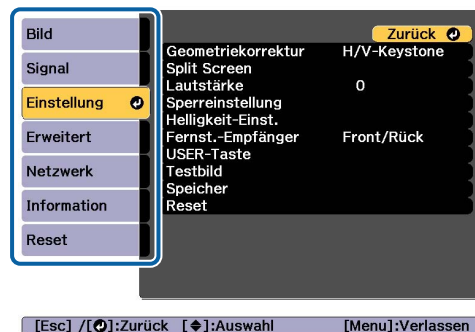 Bild
Signal
Einstellung
Erweitert
Netzwerk
Information
Reset
Zurück
Geometriekorrektur H/V-Keystone
Split Screen
Lautstärke 0
Sperreinstellung
Helligkeit-Einst.
Fernst.-Empfänger Front/Rück
USER-Taste
Testbild
Speicher
Reset
[Esc] /[⏎]:Zurück [◆]:Auswahl [Menu]:Verlassen